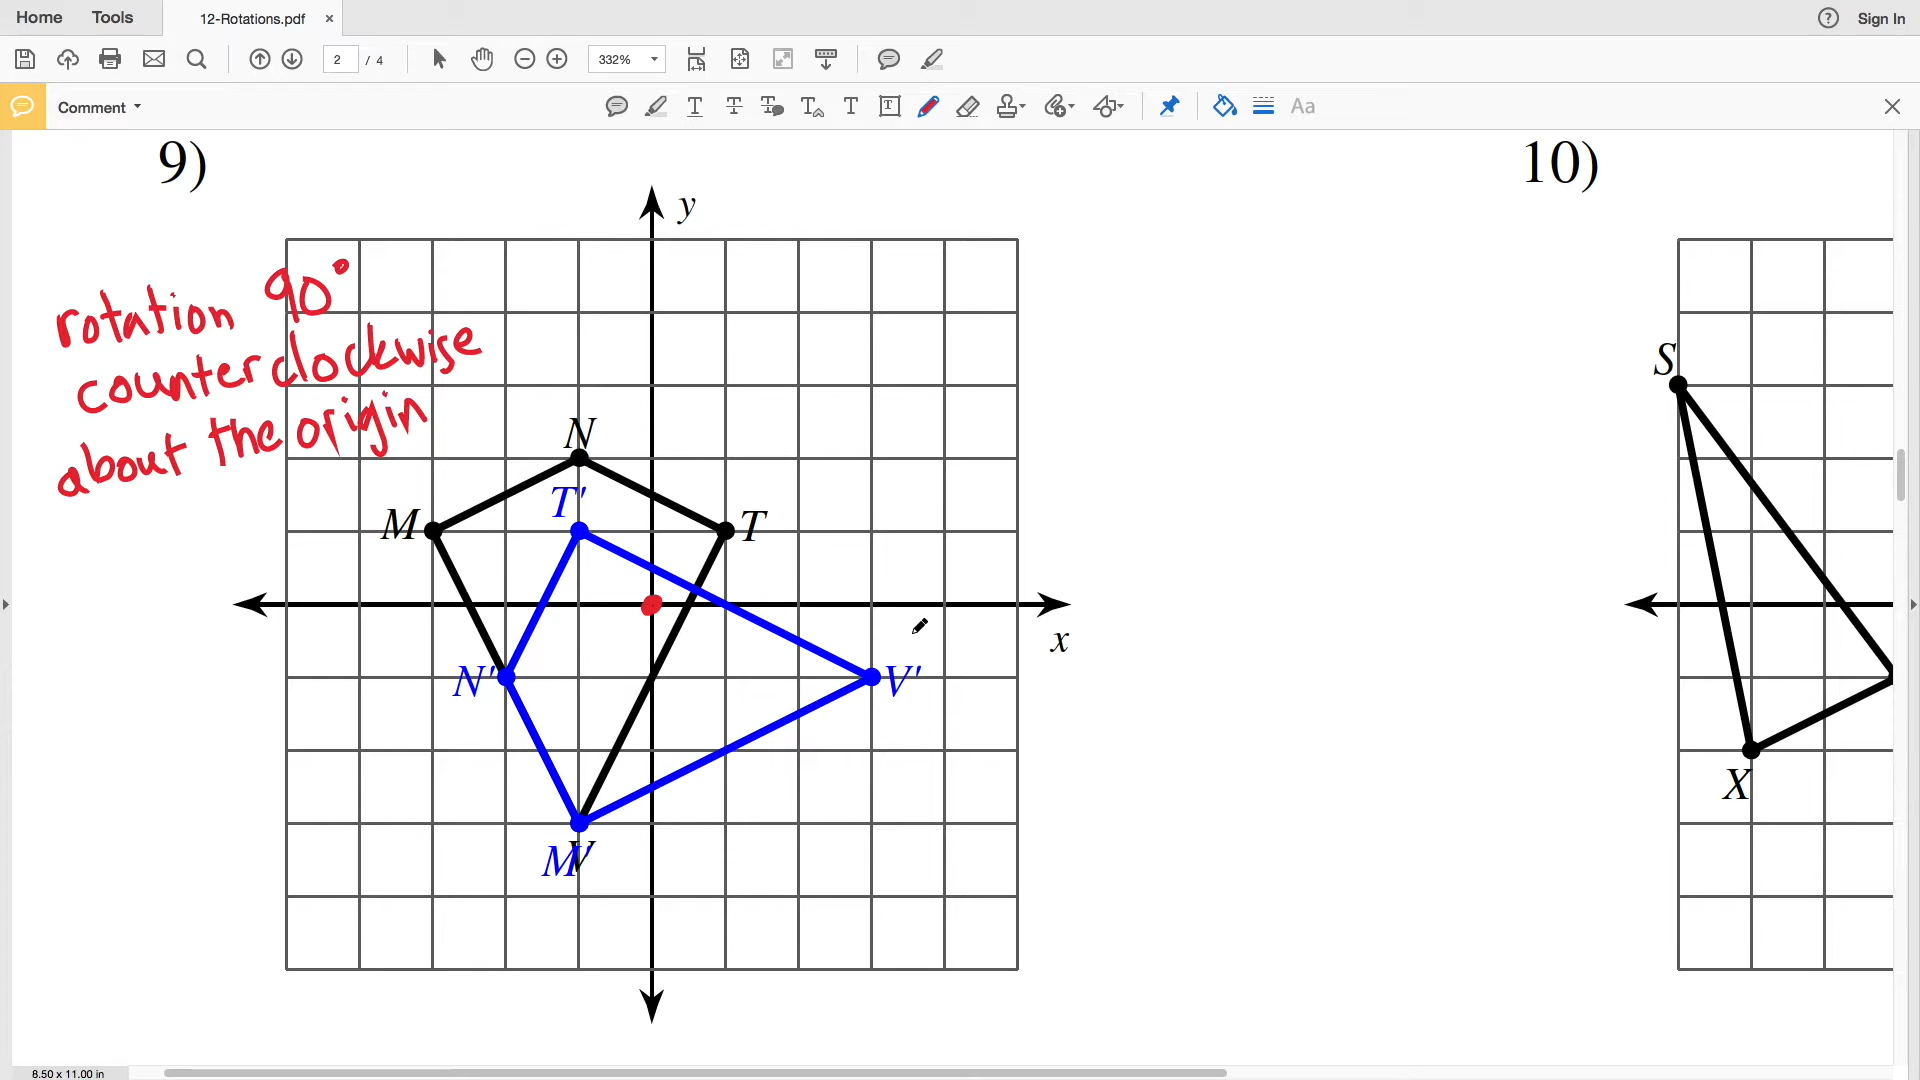 Home Tools 12-Rotations.pdf × ? Sign In
2 / 4 332%
Comment T T T T T T Aa
9) 10)
y
rotation 90°
counterclockwise
about the origin
S
N
T'
M T
x
N' V'
X
M' V
8.50 x 11.00 in